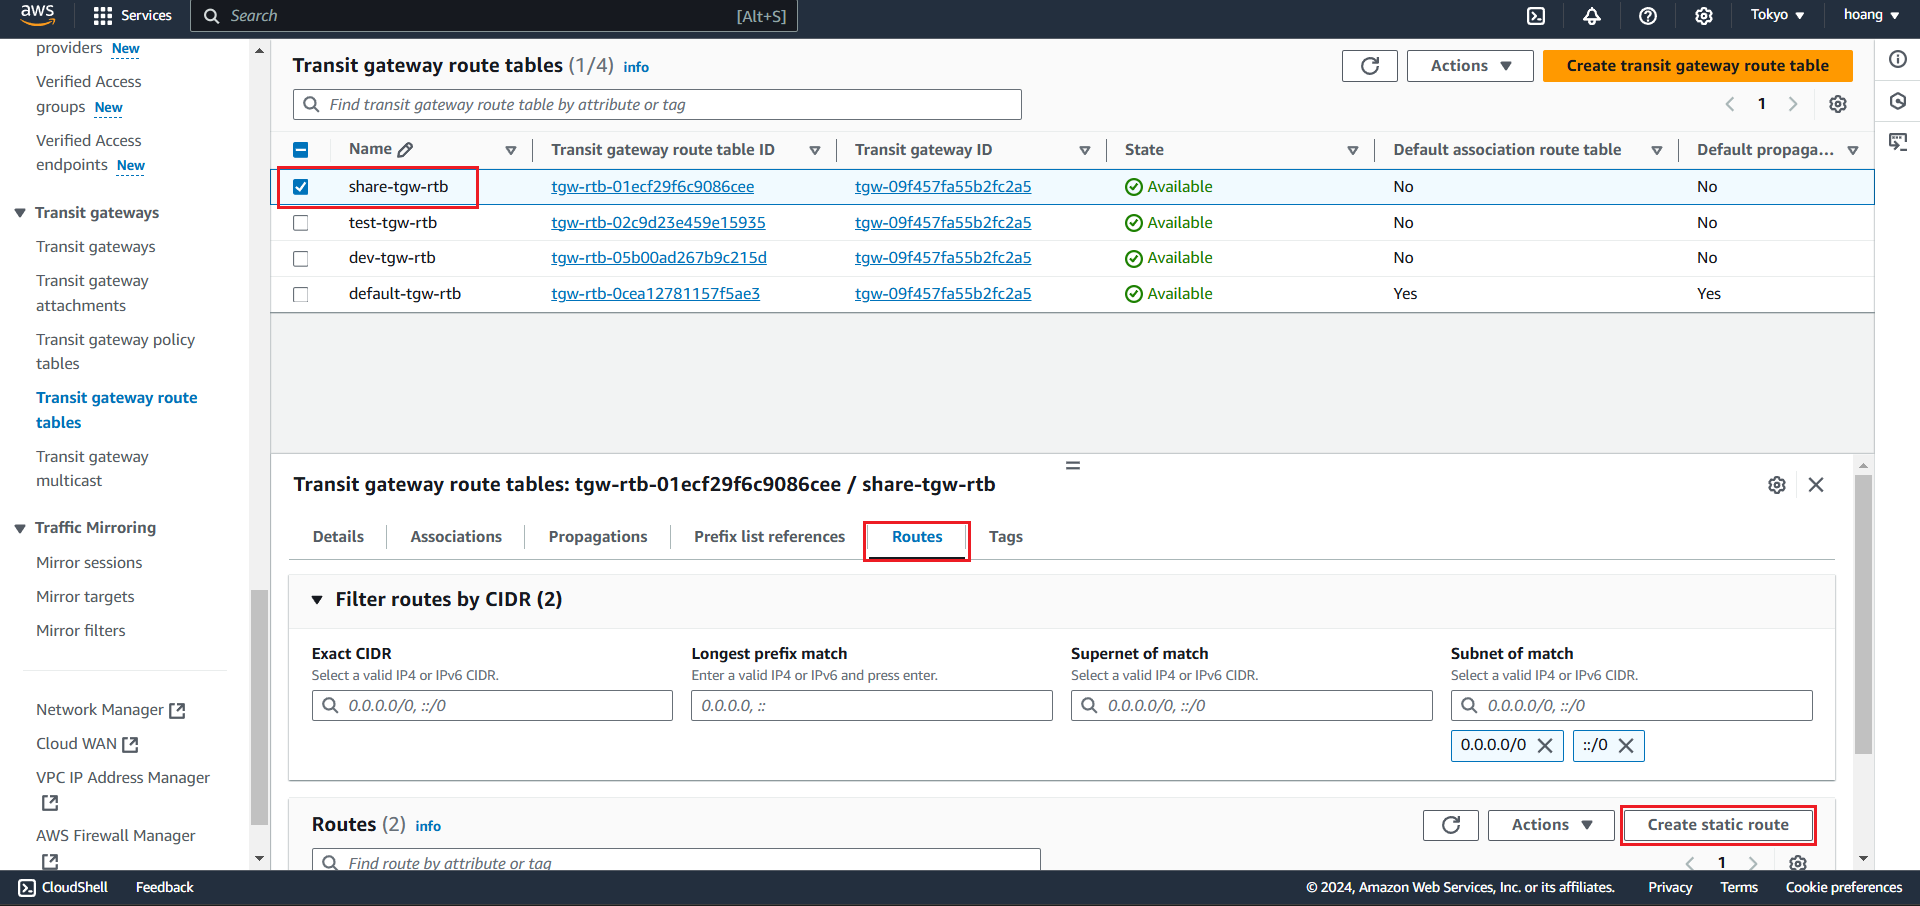 aws
Services
Search
[Alt+S]
Tokyo
hoang
providers New
Verified Access
groups New
Verified Access
endpoints New
Transit gateways
Transit gateways
Transit gateway
attachments
Transit gateway policy
tables
Transit gateway route
tables
Transit gateway
multicast
Traffic Mirroring
Mirror sessions
Mirror targets
Mirror filters
Network Manager
Cloud WAN
VPC IP Address Manager
AWS Firewall Manager
Transit gateway route tables (1/4) info
Actions
Create transit gateway route table
Find transit gateway route table by attribute or tag
1
Name Transit gateway route table ID Transit gateway ID State Default association route table Default propaga...
share-tgw-rtb tgw-rtb-01ecf29f6c9086cee tgw-09f457fa55b2fc2a5 Available No No
test-tgw-rtb tgw-rtb-02c9d23e459e15935 tgw-09f457fa55b2fc2a5 Available No No
dev-tgw-rtb tgw-rtb-05b00ad267b9c215d tgw-09f457fa55b2fc2a5 Available No No
default-tgw-rtb tgw-rtb-0cea12781157f5ae3 tgw-09f457fa55b2fc2a5 Available Yes Yes
Transit gateway route tables: tgw-rtb-01ecf29f6c9086cee / share-tgw-rtb
Details Associations Propagations Prefix list references Routes Tags
Filter routes by CIDR (2)
Exact CIDR
Select a valid IP4 or IPv6 CIDR.
0.0.0.0/0, ::/0
Longest prefix match
Enter a valid IP4 or IPv6 and press enter.
0.0.0.0, ::
Supernet of match
Select a valid IP4 or IPv6 CIDR.
0.0.0.0/0, ::/0
Subnet of match
Select a valid IP4 or IPv6 CIDR.
0.0.0.0/0, ::/0
0.0.0.0/0 ::/0
Routes (2) info
Actions
Create static route
Find route by attribute or tag
1
CloudShell
Feedback
© 2024, Amazon Web Services, Inc. or its affiliates.
Privacy
Terms
Cookie preferences